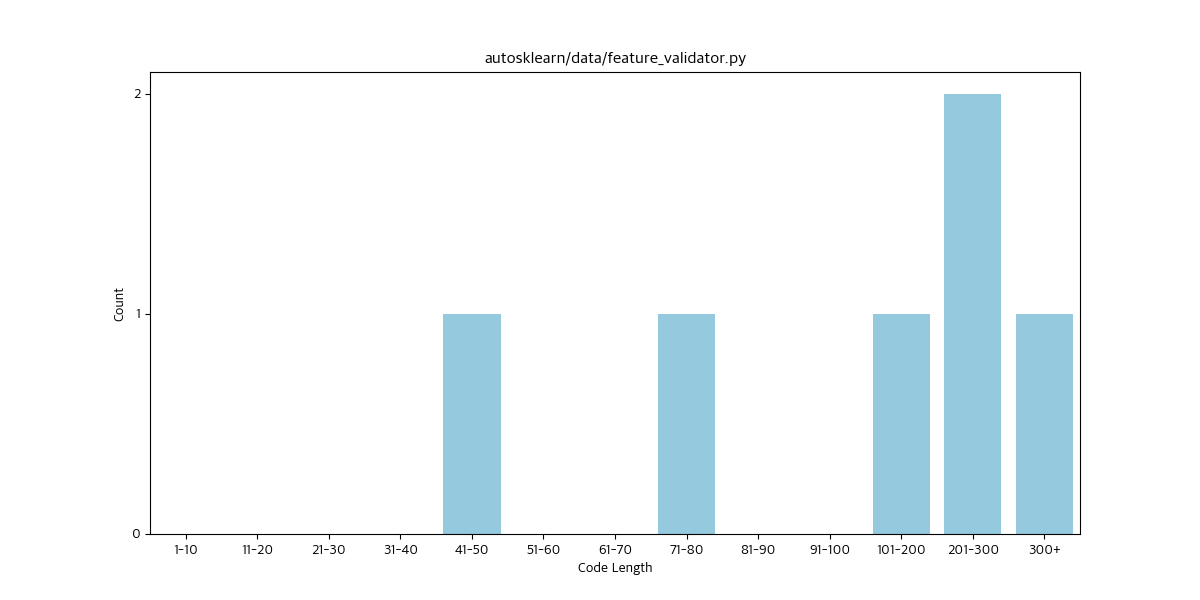 autosklearn/data/feature_validator.py
Count
2
1
0
1-10 11-20 21-30 31-40 41-50 51-60 61-70 71-80 81-90 91-100 101-200 201-300 300+
Code Length